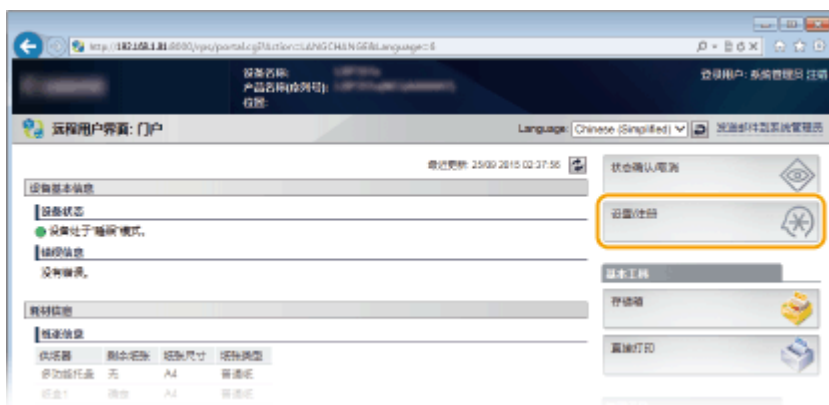 http://192.168.1.81:8000/rps/portal.cgi?Action=LANGCHANGE&Language=6
设备名称:
产品名称(序列号):
位置:
登录用户: 系统管理员 注销
远程用户界面: 门户
Language: Chinese (Simplified)
发送邮件到系统管理员
最近更新: 25/09 2015 02:37:56
设备基本信息
设备状态
设备处于"睡眠"模式。
错误信息
没有错误。
耗材信息
纸张信息
供纸器 剩余纸张 纸张尺寸 纸张类型
多功能托盘 无 A4 普通纸
纸盒1 确定 A4 普通纸
状态确认/取消
设置/注册
基本工具
存储箱
直接打印